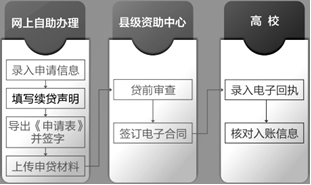 网上自助办理
录入申请信息
填写续贷声明
导出《申请表》
并签字
上传申贷材料
县级资助中心
贷前审查
签订电子合同
高 校
录入电子回执
核对入账信息